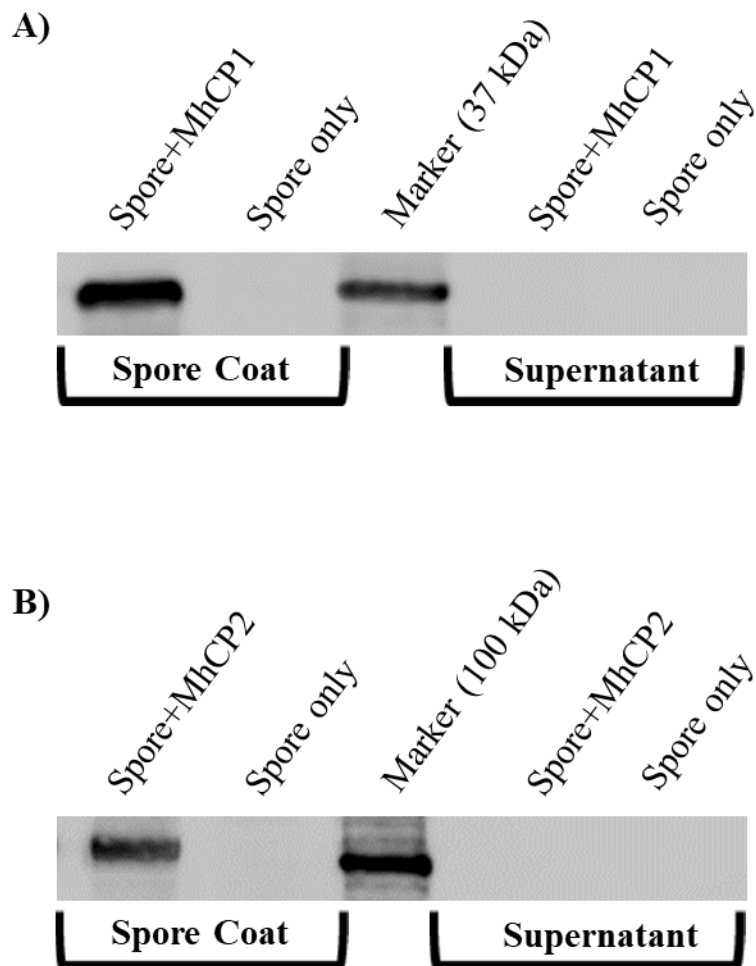 A)
Spore+MhCP1
Spore only
Marker (37 kDa)
Spore+MhCP1
Spore only
Spore Coat
Supernatant
B)
Spore+MhCP2
Spore only
Marker (100 kDa)
Spore+MhCP2
Spore only
Spore Coat
Supernatant